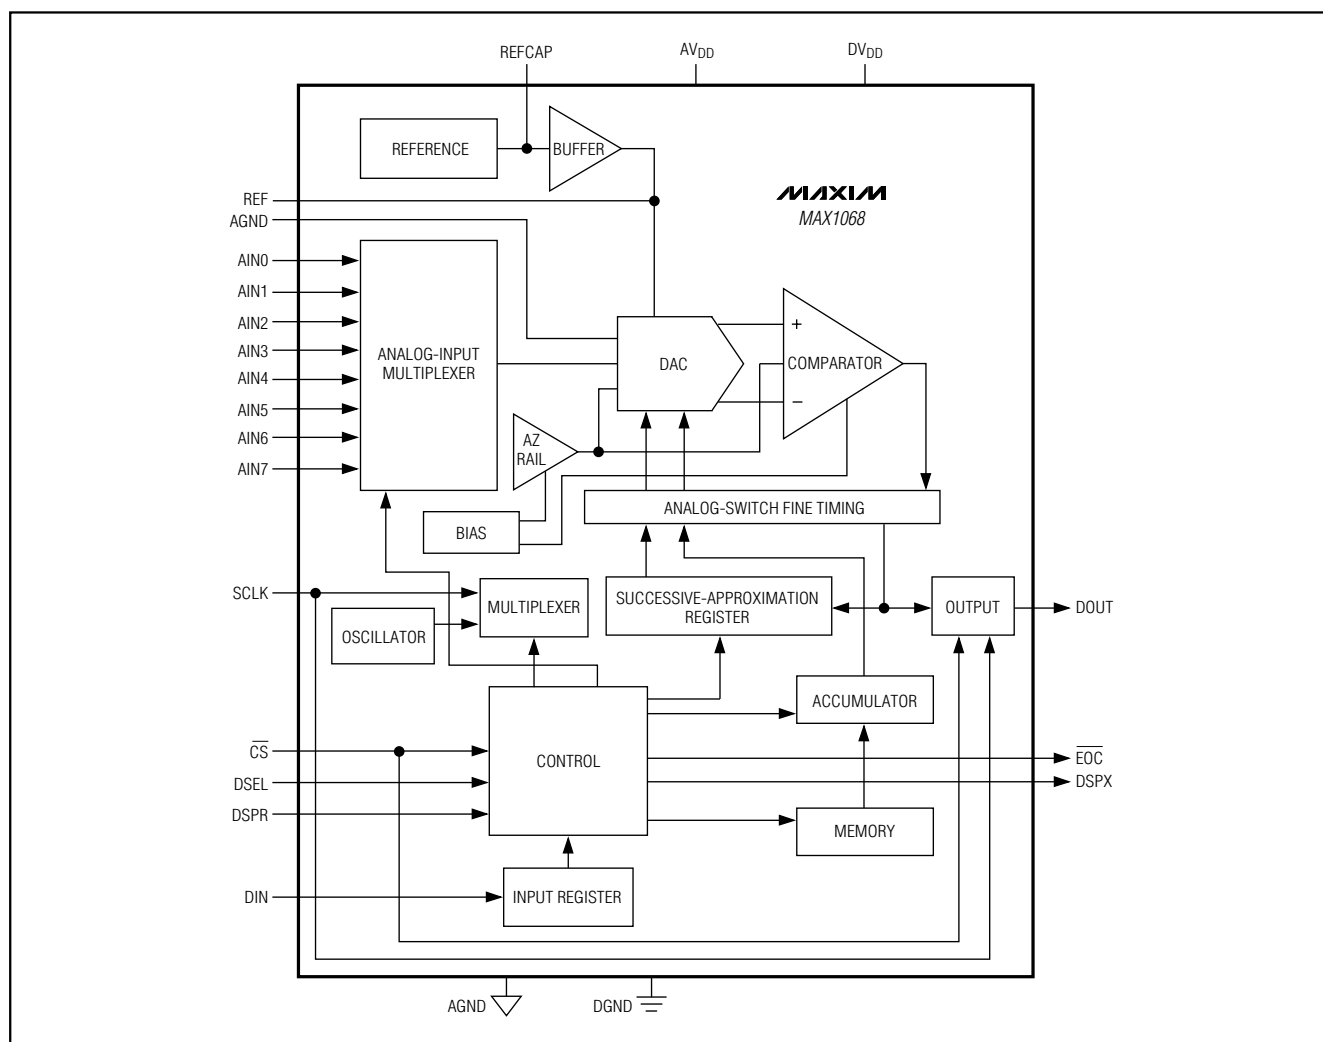 REFCAP
AVDD
DVDD
REFERENCE
BUFFER
REF
AGND
MAXIM
MAX1068
AIN0
AIN1
AIN2
AIN3
AIN4
AIN5
AIN6
AIN7
ANALOG-INPUT
MULTIPLEXER
DAC
+
COMPARATOR
−
AZ
RAIL
ANALOG-SWITCH FINE TIMING
BIAS
SCLK
MULTIPLEXER
OSCILLATOR
SUCCESSIVE-APPROXIMATION
REGISTER
OUTPUT
DOUT
ACCUMULATOR
C̅S̅
DSEL
DSPR
CONTROL
E̅O̅C̅
DSPX
MEMORY
DIN
INPUT REGISTER
AGND
DGND